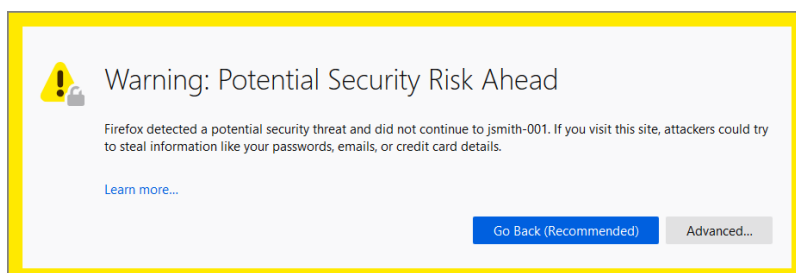 Warning: Potential Security Risk Ahead
Firefox detected a potential security threat and did not continue to jsmith-001. If you visit this site, attackers could try
to steal information like your passwords, emails, or credit card details.
Learn more...
Go Back (Recommended)
Advanced...